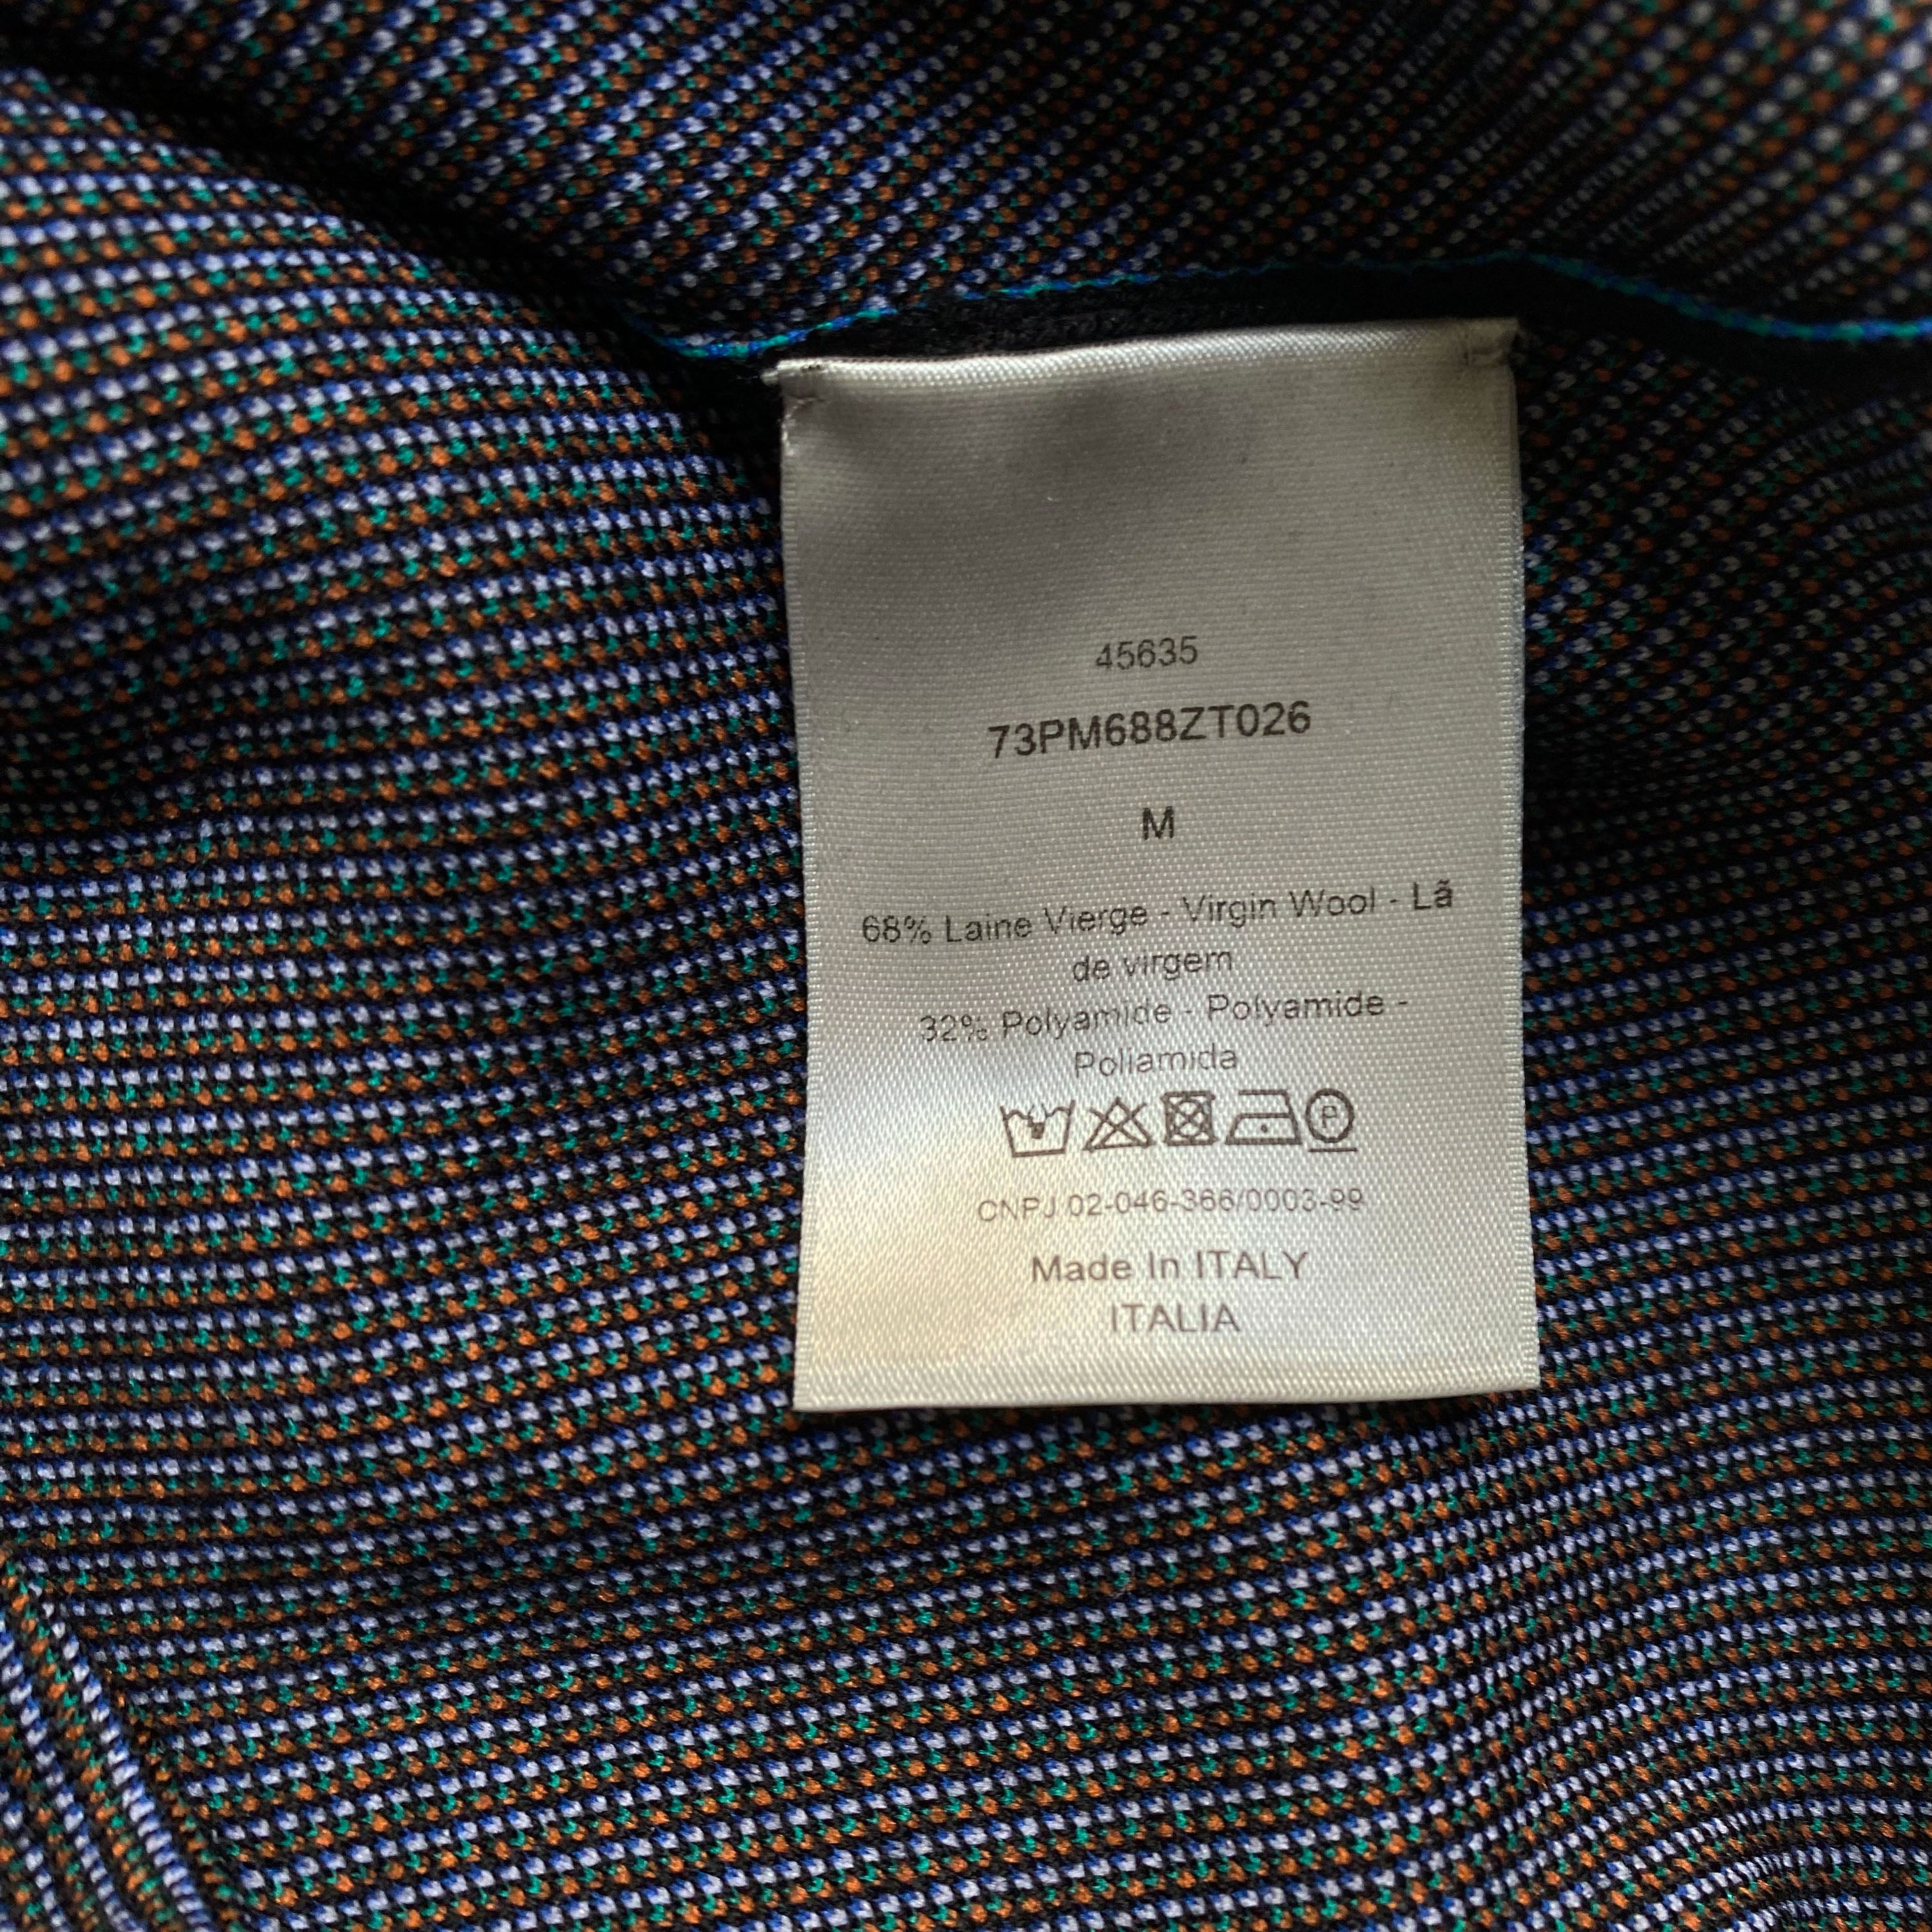 45635
73PM688ZT026
M
68% Laine Vierge - Virgin Wool - Lã
de virgem
32% Polyamide - Polyamide -
Poliamida
P
CNPJ 02-046-366/0003-99
Made In ITALY
ITALIA